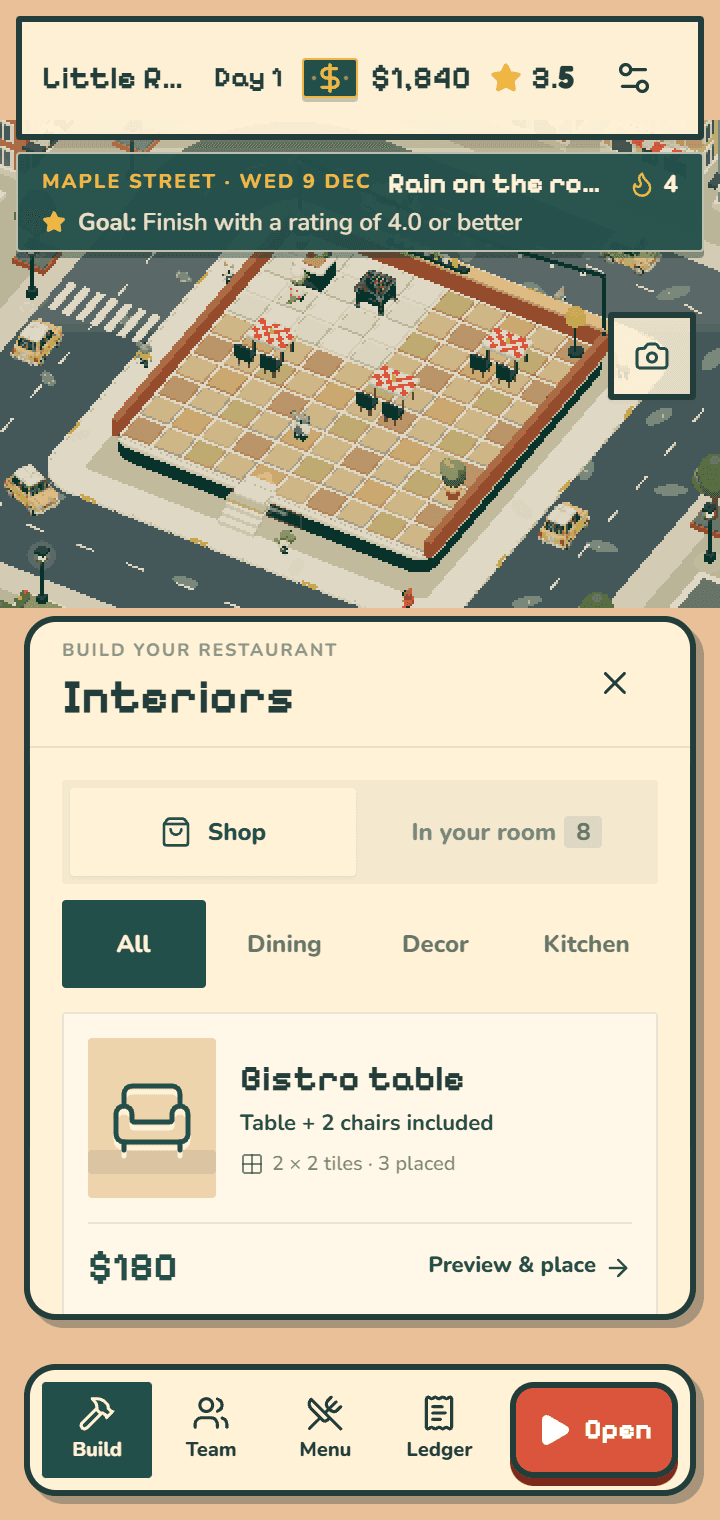 Little R...
Day 1
$
$1,840
3.5
MAPLE STREET · WED 9 DEC
Rain on the ro...
4
Goal: Finish with a rating of 4.0 or better
BUILD YOUR RESTAURANT
Interiors
Shop
In your room 8
All
Dining
Decor
Kitchen
Bistro table
Table + 2 chairs included
2 × 2 tiles · 3 placed
$180
Preview & place →
Build
Team
Menu
Ledger
Open